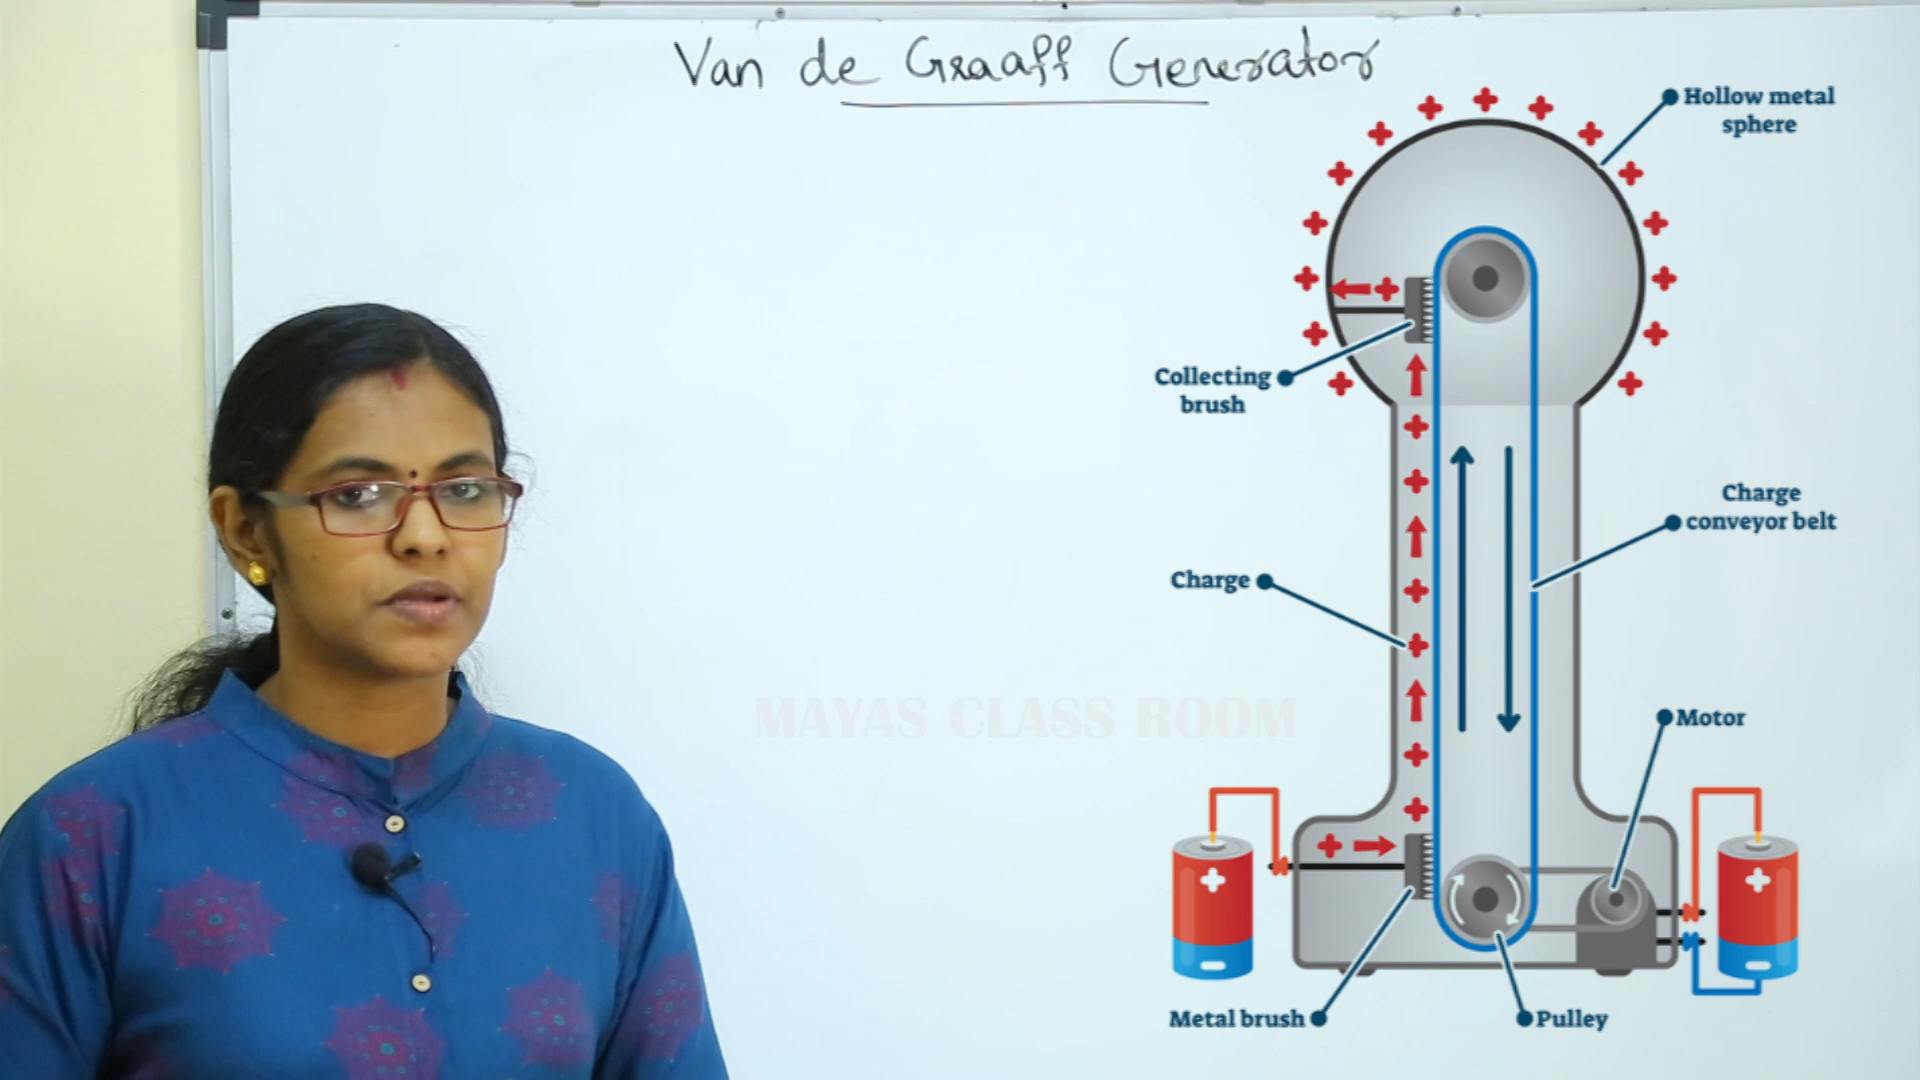 Van de Graaff Generator
Hollow metal
sphere
Collecting
brush
Charge
conveyor belt
Charge
MAYAS CLASS ROOM
Motor
Metal brush
Pulley